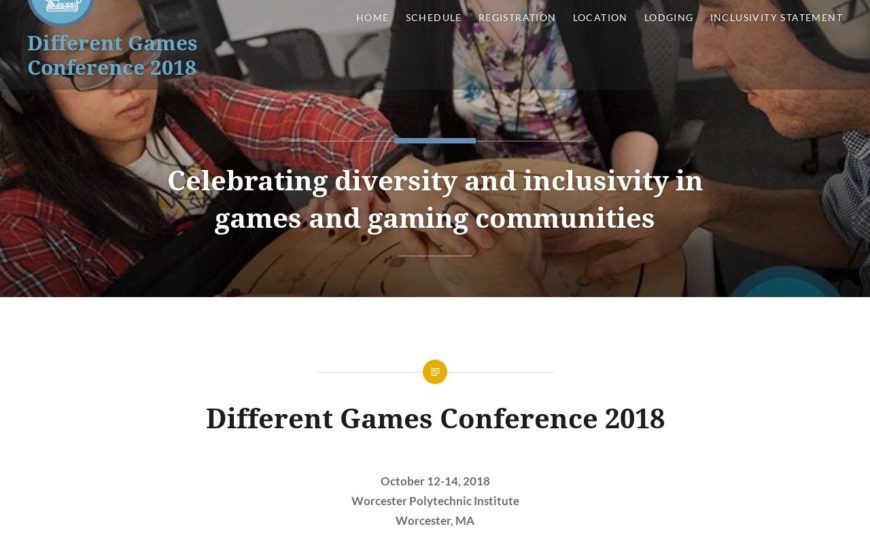 HOME SCHEDULE REGISTRATION LOCATION LODGING INCLUSIVITY STATEMENT
Different Games
Conference 2018
Celebrating diversity and inclusivity in
games and gaming communities
Different Games Conference 2018
October 12-14, 2018
Worcester Polytechnic Institute
Worcester, MA